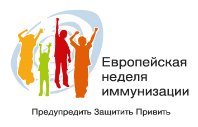 Европейская
неделя
иммунизации
Предупредить Защитить Привить